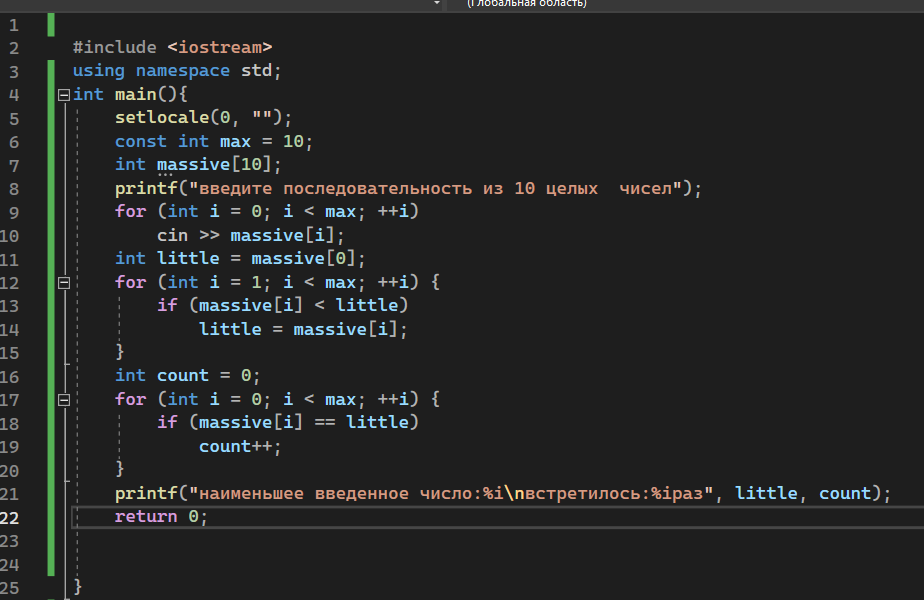 (Глобальная область)
1
2 #include <iostream>
3 using namespace std;
4 int main(){
5 setlocale(0, "");
6 const int max = 10;
7 int massive[10];
8 printf("введите последовательность из 10 целых  чисел");
9 for (int i = 0; i < max; ++i)
10 cin >> massive[i];
11 int little = massive[0];
12 for (int i = 1; i < max; ++i) {
13 if (massive[i] < little)
14 little = massive[i];
15 }
16 int count = 0;
17 for (int i = 0; i < max; ++i) {
18 if (massive[i] == little)
19 count++;
20 }
21 printf("наименьшее введенное число:%i\nвстретилось:%iраз", little, count);
22 return 0;
23
24
25 }